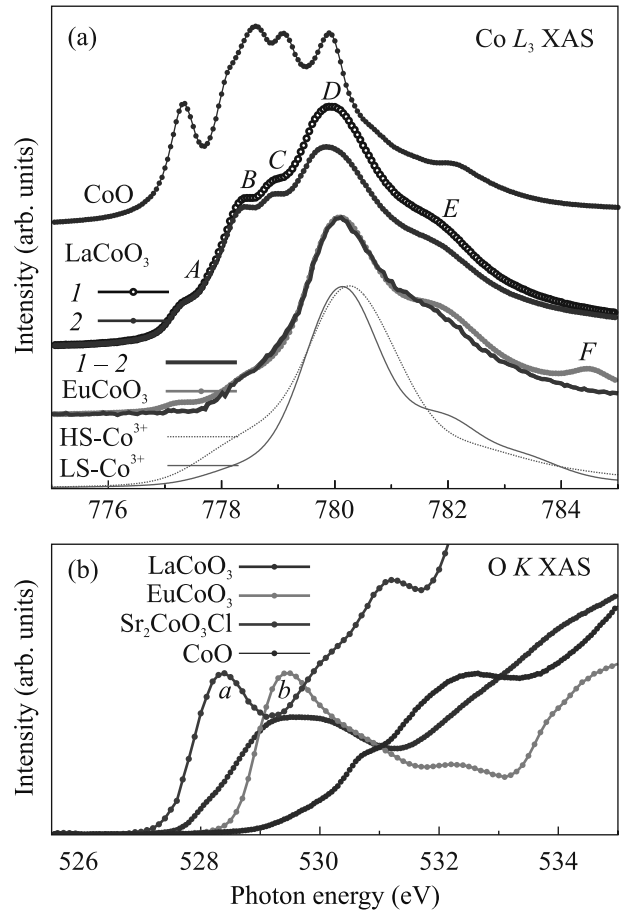 (a)
Co L₃ XAS
D
B
C
E
A
F
CoO
LaCoO₃
1
2
1 – 2
EuCoO₃
HS-Co³⁺
LS-Co³⁺
Intensity (arb. units)
776
778
780
782
784
(b)
O K XAS
LaCoO₃
EuCoO₃
Sr₂CoO₃Cl
CoO
a
b
Intensity (arb. units)
526
528
530
532
534
Photon energy (eV)